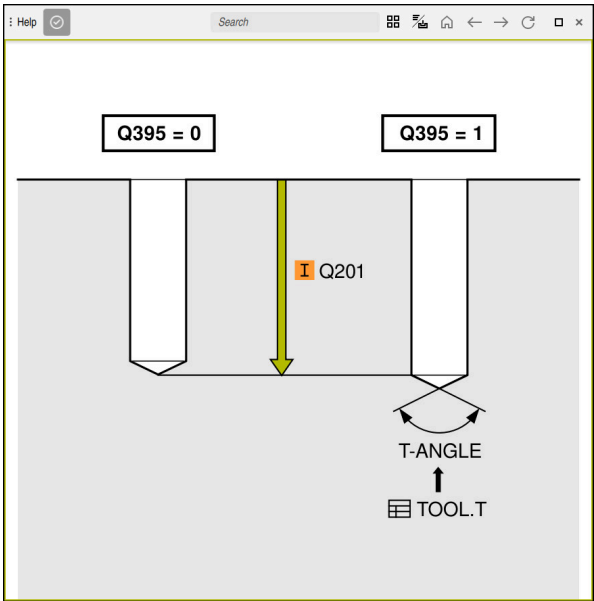 Help
Search
Q395 = 0
Q395 = 1
I Q201
T-ANGLE
TOOL.T